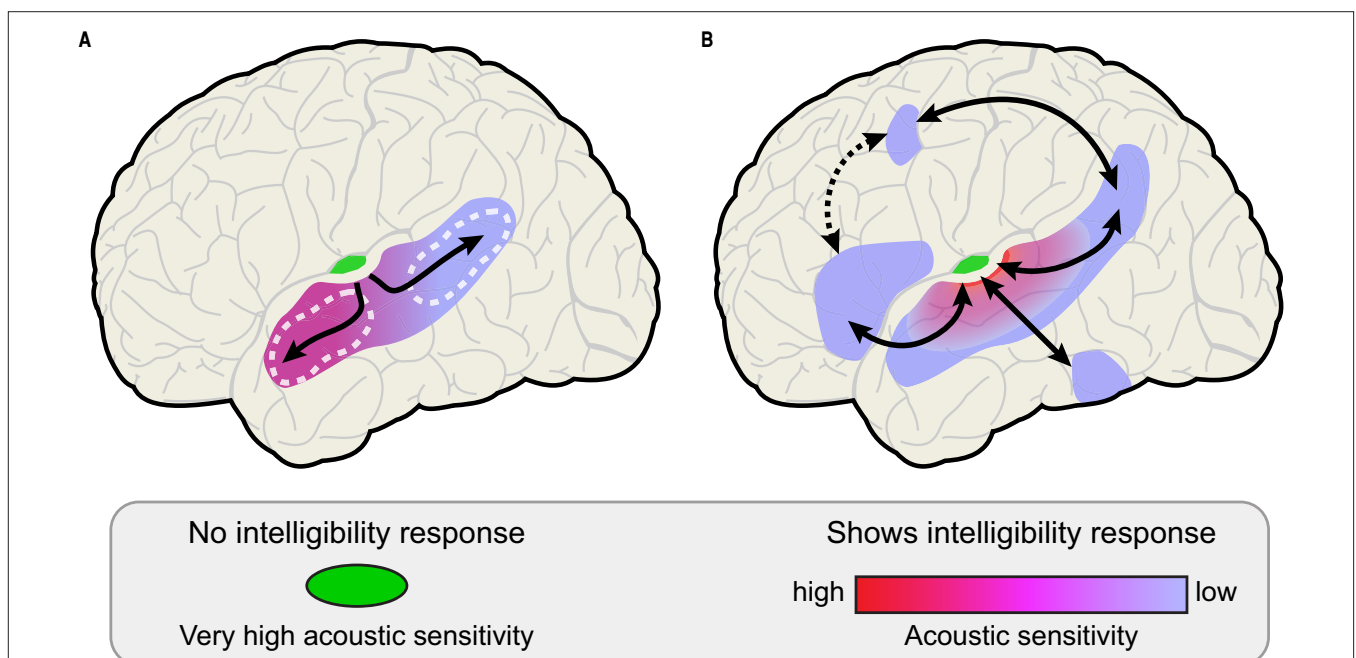 A
B
No intelligibility response
Very high acoustic sensitivity
Shows intelligibility response
high
low
Acoustic sensitivity